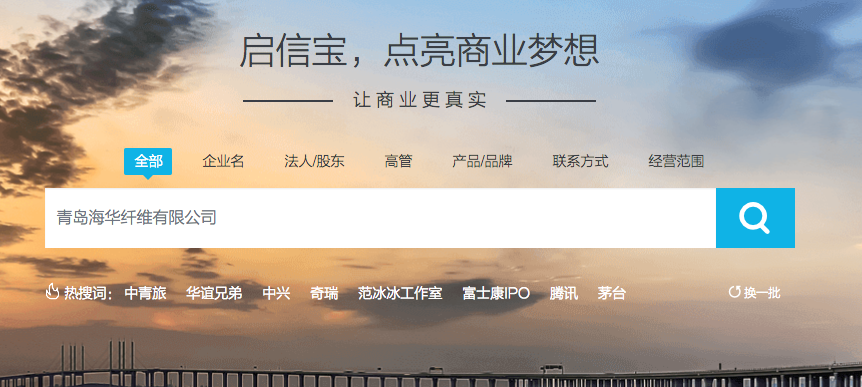 启信宝，点亮商业梦想
让商业更真实
全部 企业名 法人/股东 高管 产品/品牌 联系方式 经营范围
青岛海华纤维有限公司
热搜词： 中青旅 华谊兄弟 中兴 奇瑞 范冰冰工作室 富士康IPO 腾讯 茅台 换一批